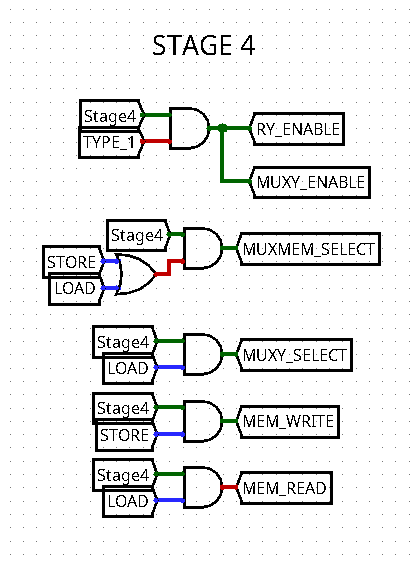 STAGE 4
Stage4
TYPE_1
RY_ENABLE
MUXY_ENABLE
Stage4
STORE
LOAD
MUXMEM_SELECT
Stage4
LOAD
MUXY_SELECT
Stage4
STORE
MEM_WRITE
Stage4
LOAD
MEM_READ